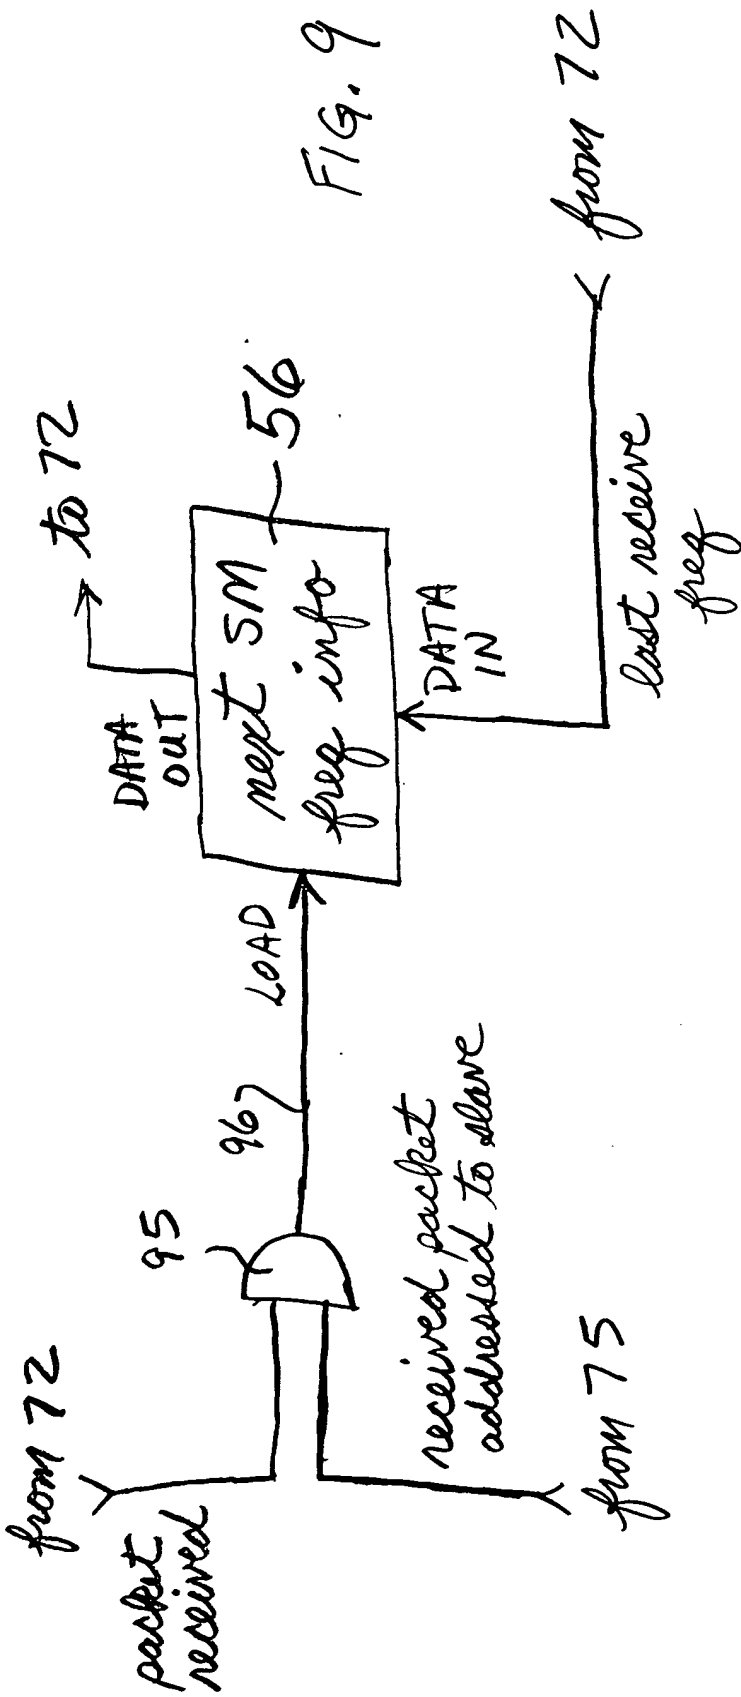 from 72
packet
received
95
96
LOAD
received packet
addressed to slave
from 75
DATA
OUT
to 72
next SM
freq info
56
DATA
IN
last receive
freq
from 72
FIG. 9